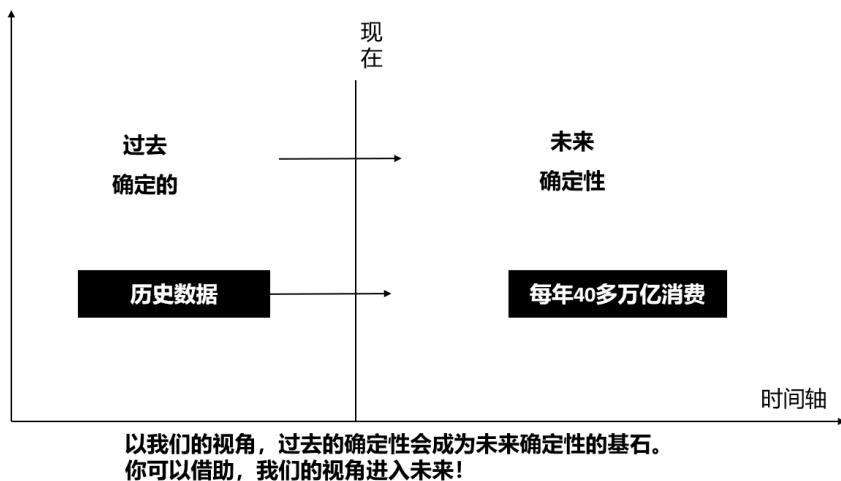 现
在
过去
确定的
未来
确定性
历史数据
每年40多万亿消费
时间轴
以我们的视角，过去的确定性会成为未来确定性的基石。
你可以借助，我们的视角进入未来！